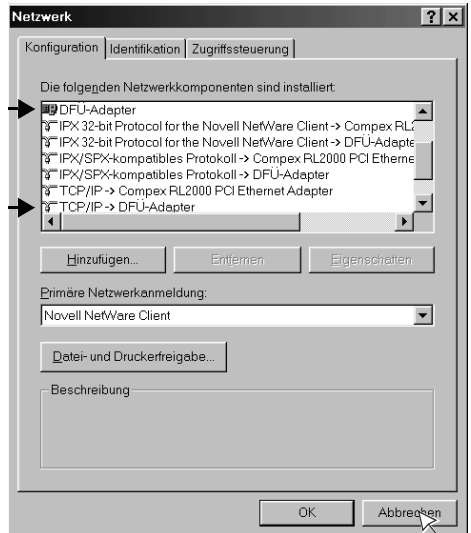 Netzwerk
Konfiguration Identifikation Zugriffssteuerung
Die folgenden Netzwerkkomponenten sind installiert:
DFÜ-Adapter
IPX 32-bit Protocol for the Novell NetWare Client -> Compex RL2
IPX 32-bit Protocol for the Novell NetWare Client -> DFÜ-Adapte
IPX/SPX-kompatibles Protokoll -> Compex RL2000 PCI Etherne
IPX/SPX-kompatibles Protokoll -> DFÜ-Adapter
TCP/IP -> Compex RL2000 PCI Ethernet Adapter
TCP/IP -> DFÜ-Adapter
Hinzufügen... Entfernen Eigenschaften
Primäre Netzwerkanmeldung:
Novell NetWare Client
Datei- und Druckerfreigabe...
Beschreibung
OK Abbrechen